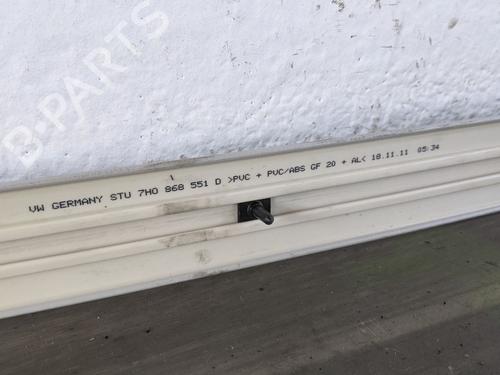 B-PARTS
VW GERMANY STU 7H0 868 551 D >PVC + PVC/ABS GF 20 + AL< 18.11.11 05:34